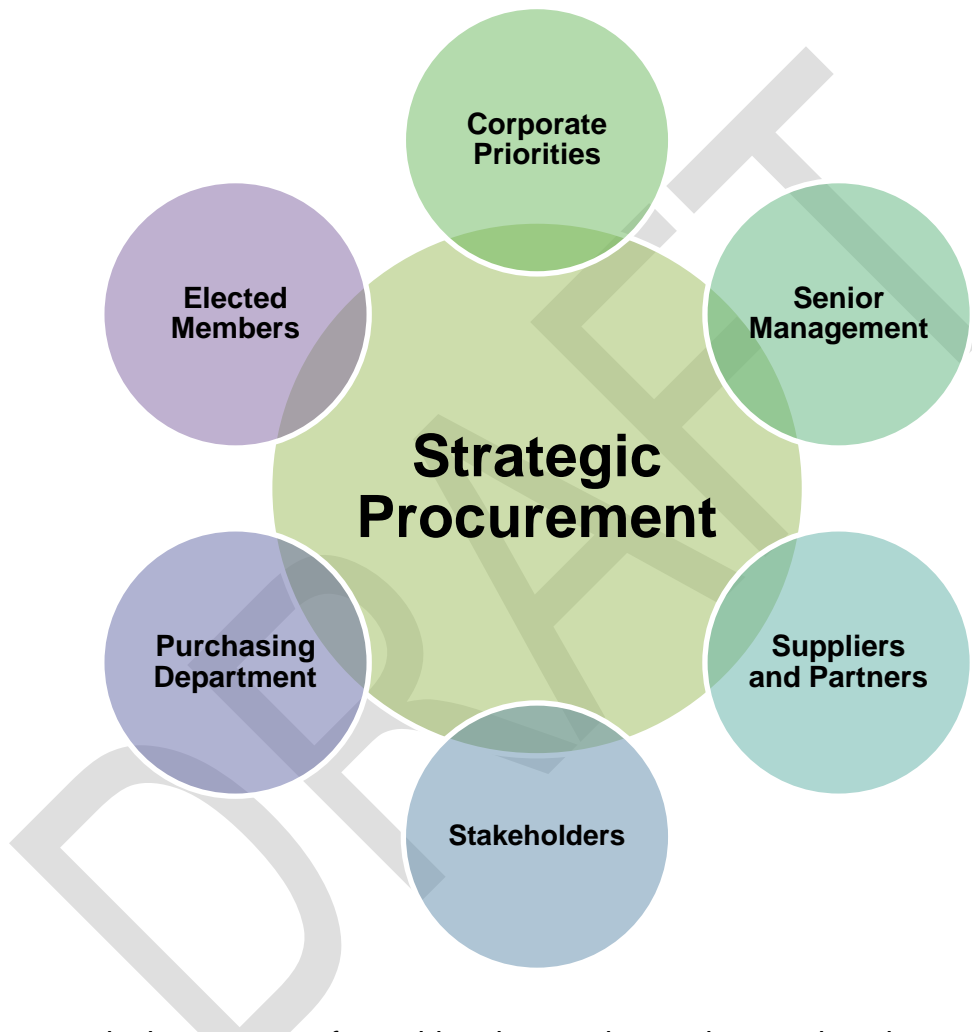 Corporate
Priorities
Senior
Management
Suppliers
and Partners
Stakeholders
Purchasing
Department
Elected
Members
Strategic
Procurement
DRAFT